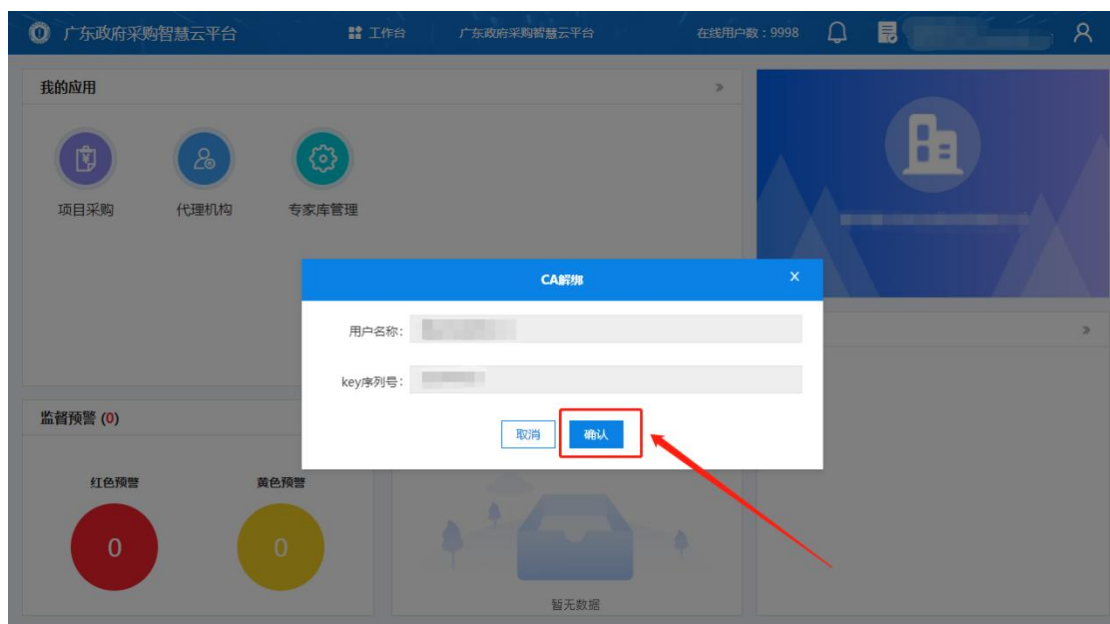 广东政府采购智慧云平台
工作台
广东政府采购智慧云平台
在线用户数：9998
我的应用
项目采购
代理机构
专家库管理
CA解绑
X
用户名称：
key序列号：
取消
确认
监督预警 (0)
红色预警
黄色预警
0
0
暂无数据